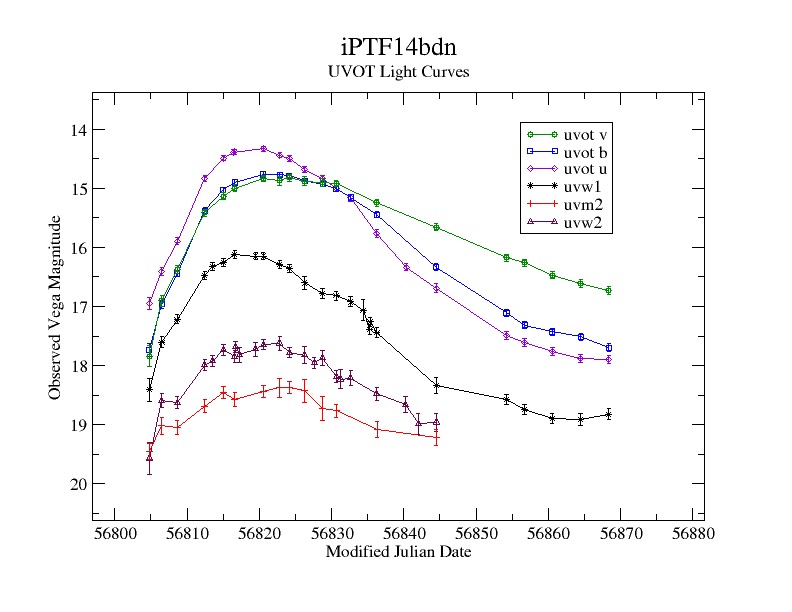 iPTF14bdn
UVOT Light Curves
uvot v
uvot b
uvot u
uvw1
uvm2
uvw2
Observed Vega Magnitude
14
15
16
17
18
19
20
56800 56810 56820 56830 56840 56850 56860 56870 56880
Modified Julian Date